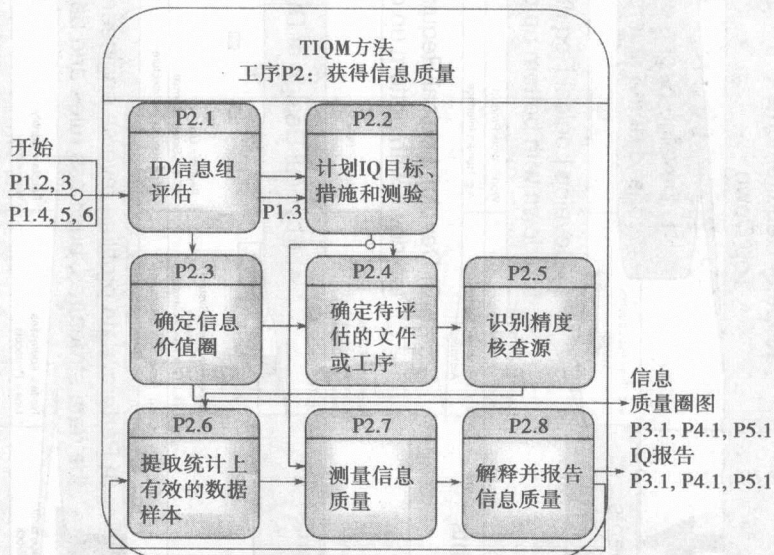 TIQM方法
工序P2：获得信息质量
开始
P1.2, 3
P1.4, 5, 6
P2.1
ID信息组
评估
P1.3
P2.2
计划IQ目标、
措施和测验
P2.3
确定信息
价值圈
P2.4
确定待评
估的文件
或工序
P2.5
识别精度
核查源
P2.6
提取统计上
有效的数据
样本
P2.7
测量信息
质量
P2.8
解释并报告
信息质量
信息
质量圈图
P3.1, P4.1, P5.1
IQ报告
P3.1, P4.1, P5.1